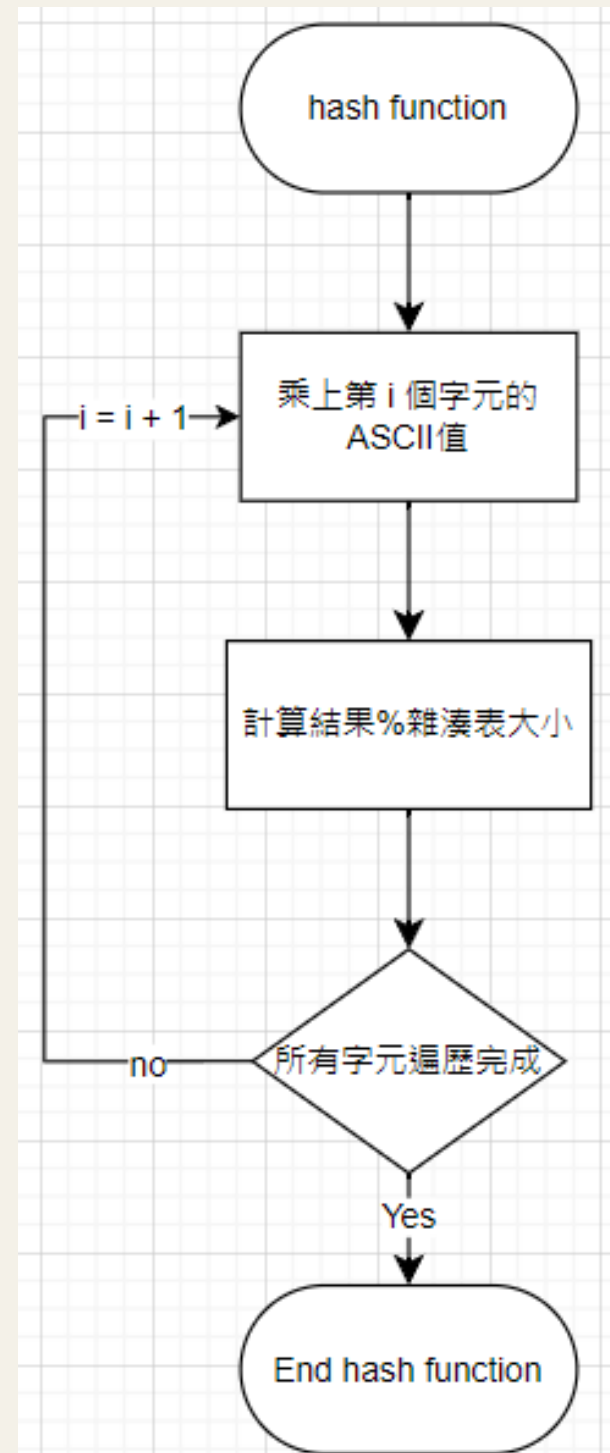 hash function
i = i + 1
乘上第 i 個字元的
ASCII值
計算結果%雜湊表大小
所有字元遍歷完成
no
Yes
End hash function